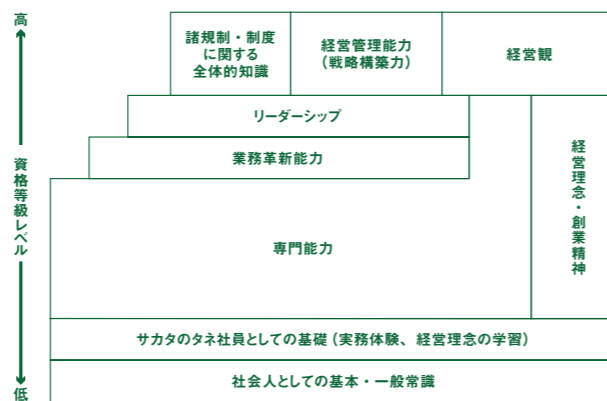 高
資格等級レベル
低
諸規制・制度
に関する
全体的知識
経営管理能力
(戦略構築力)
経営観
リーダーシップ
業務革新能力
経営理念・創業精神
専門能力
サカタのタネ社員としての基礎(実務体験、経営理念の学習)
社会人としての基本・一般常識